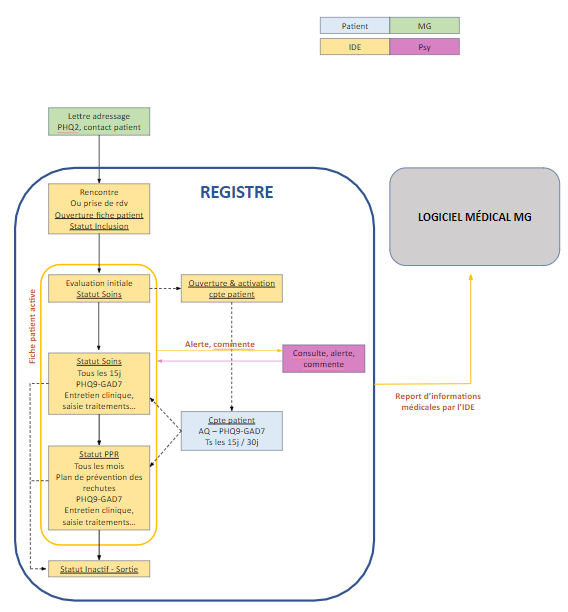 Patient
MG
IDE
Psy
Lettre adressage
PHQ2, contact patient
REGISTRE
Rencontre
Ou prise de rdv
Ouverture fiche patient
Statut Inclusion
LOGICIEL MÉDICAL MG
Fiche patient active
Evaluation initiale
Statut Soins
Ouverture & activation
cpte patient
Alerte, commente
Consulte, alerte,
commente
Statut Soins
Tous les 15j
PHQ9-GAD7
Entretien clinique,
saisie traitements…
Report d'informations
médicales par l'IDE
Cpte patient
AQ – PHQ9-GAD7
Ts les 15j / 30j
Statut PPR
Tous les mois
Plan de prévention des
rechutes
PHQ9-GAD7
Entretien clinique,
saisie traitements…
Statut Inactif - Sortie